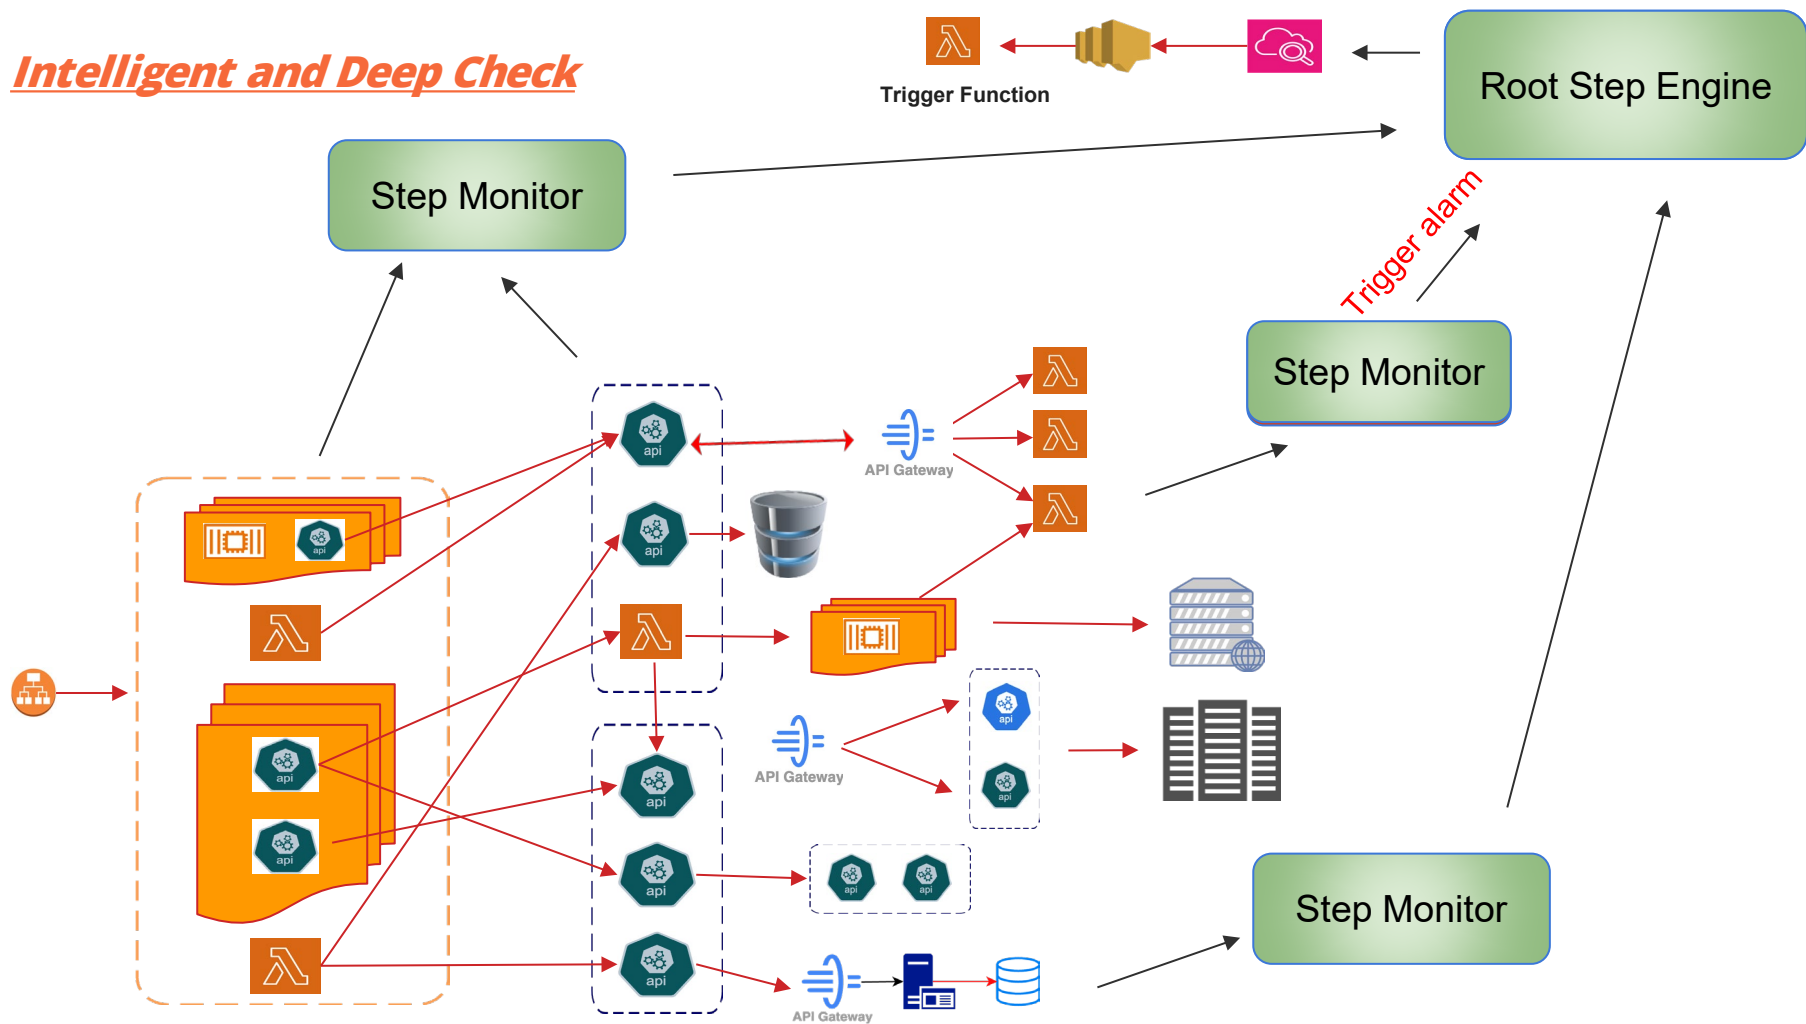 Intelligent and Deep Check
Trigger Function
Root Step Engine
Step Monitor
Trigger alarm
Step Monitor
api
API Gateway
api
api
api
api
API Gateway
api
api
api
api
api
api
api
Step Monitor
api
API Gateway